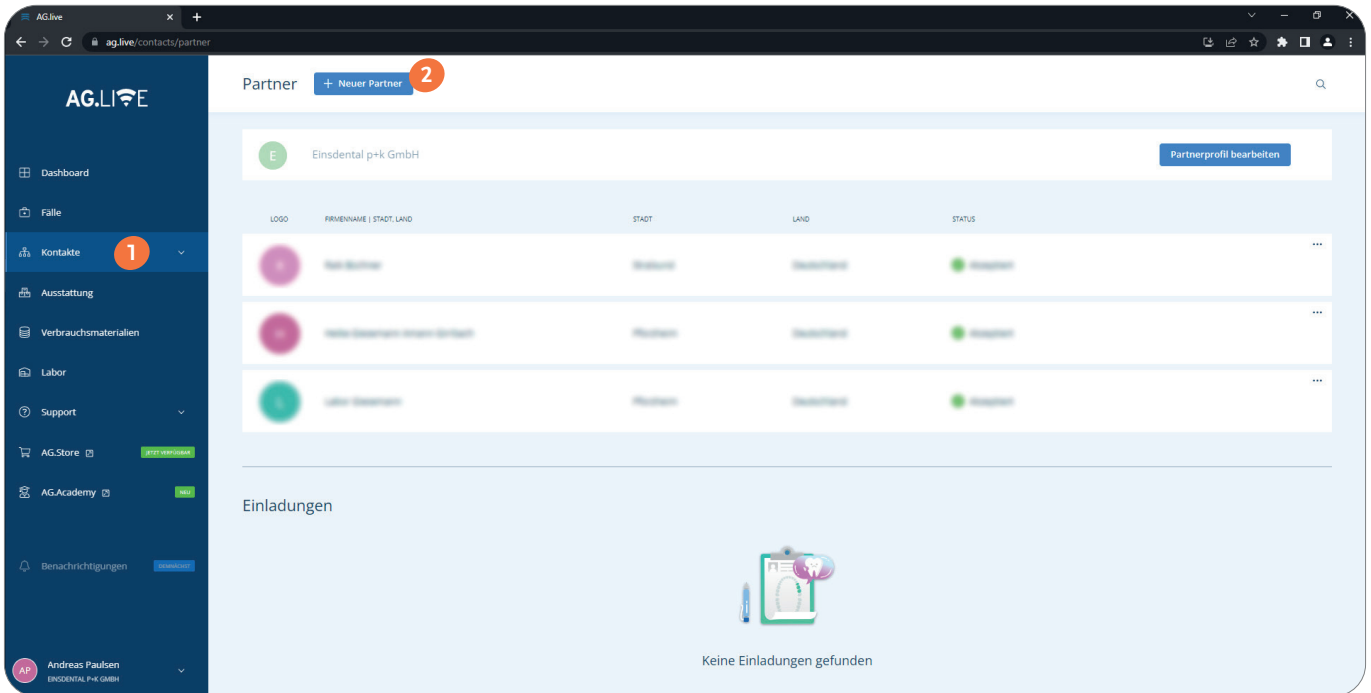 AG.live
ag.live/contacts/partner
AG.LIVE
Dashboard
Fälle
Kontakte
1
Ausstattung
Verbrauchsmaterialien
Labor
Support
AG.Store
JETZT VERFÜGBAR
AG.Academy
NEU
Benachrichtigungen
DEMNÄCHST
AP
Andreas Paulsen
EINSDENTAL P+K GMBH
Partner
+ Neuer Partner
2
E
Einsdental p+k GmbH
Partnerprofil bearbeiten
LOGO FIRMENNAME | STADT, LAND STADT LAND STATUS
Einladungen
Keine Einladungen gefunden